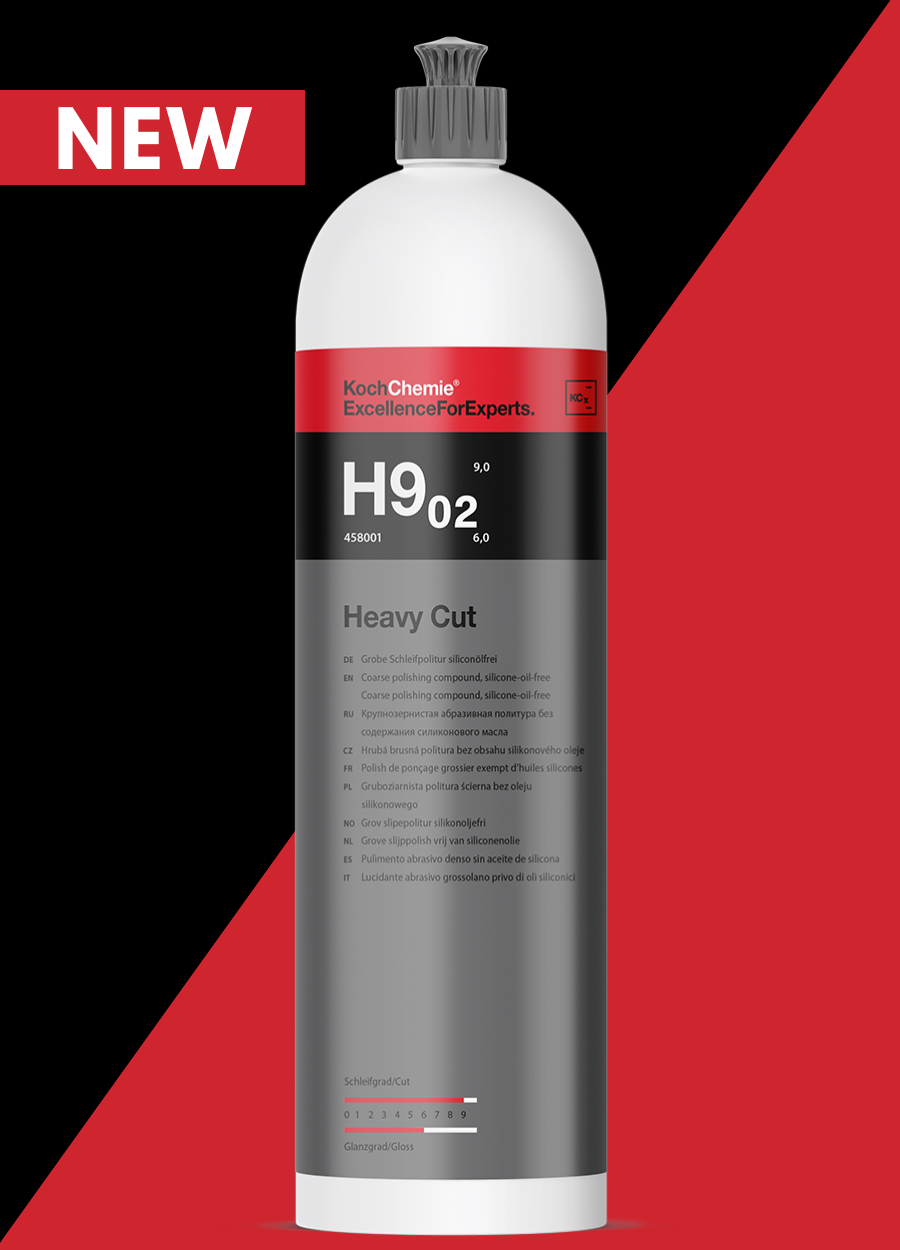 NEW
KochChemie®
ExcellenceForExperts.
KCx
H9 02
9,0
458001
6,0
Heavy Cut
DE Grobe Schleifpolitur siliconölfrei
EN Coarse polishing compound, silicone-oil-free
Coarse polishing compound, silicone-oil-free
RU Крупнозернистая абразивная политура без
содержания силиконового масла
CZ Hrubá brusná politura bez obsahu silikonového oleje
FR Polish de ponçage grossier exempt d'huiles silicones
PL Gruboziarnista politura ścierna bez oleju
silikonowego
NO Grov slipepolitur silikonoljefri
NL Grove slijppolish vrij van siliconenolie
ES Pulimento abrasivo denso sin aceite de silicona
IT Lucidante abrasivo grossolano privo di oli siliconici
Schleifgrad/Cut
0 1 2 3 4 5 6 7 8 9
Glanzgrad/Gloss